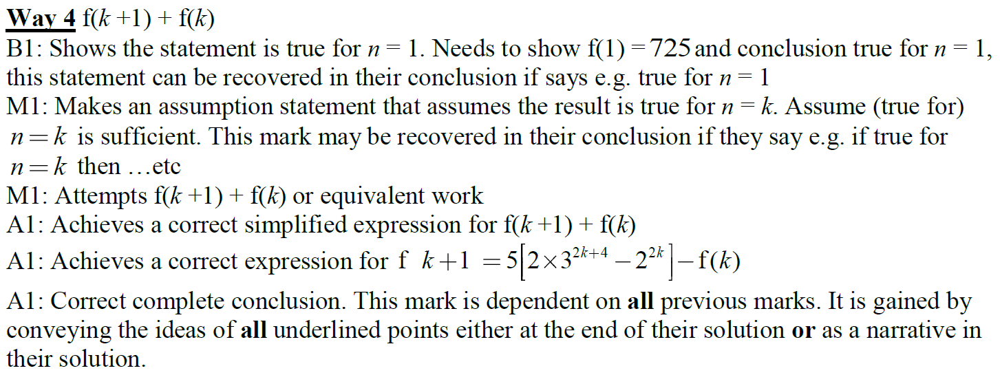 Way 4 f(k +1) + f(k)
B1: Shows the statement is true for n = 1. Needs to show f(1) = 725 and conclusion true for n = 1,
this statement can be recovered in their conclusion if says e.g. true for n = 1
M1: Makes an assumption statement that assumes the result is true for n = k. Assume (true for)
n = k is sufficient. This mark may be recovered in their conclusion if they say e.g. if true for
n = k then …etc
M1: Attempts f(k +1) + f(k) or equivalent work
A1: Achieves a correct simplified expression for f(k +1) + f(k)
A1: Achieves a correct expression for f k+1 = 5[2×3^{2k+4} − 2^{2k}] − f(k)
A1: Correct complete conclusion. This mark is dependent on all previous marks. It is gained by
conveying the ideas of all underlined points either at the end of their solution or as a narrative in
their solution.